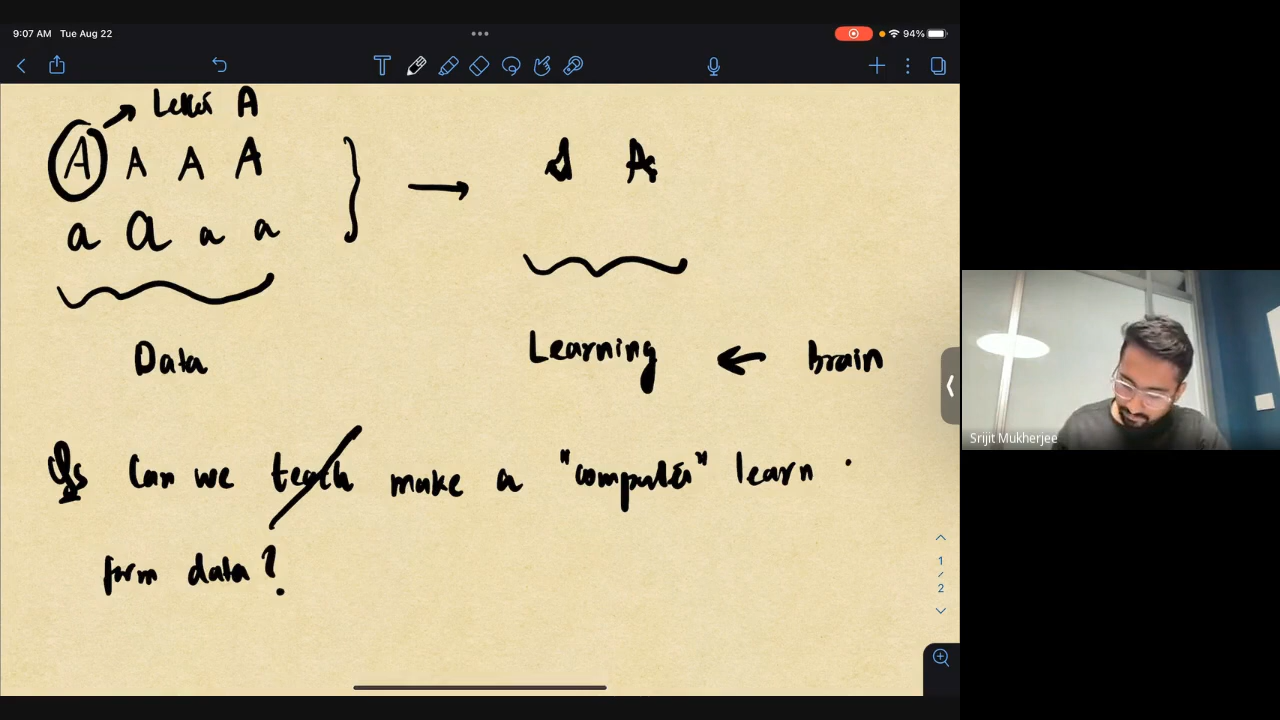 9:07 AM Tue Aug 22
94%
Letter A
A A A A
a a a a
A
Data
Learning ← brain
Qs Can we teach make a "computer" learn
form data?
Srijit Mukherjee
1
/
2